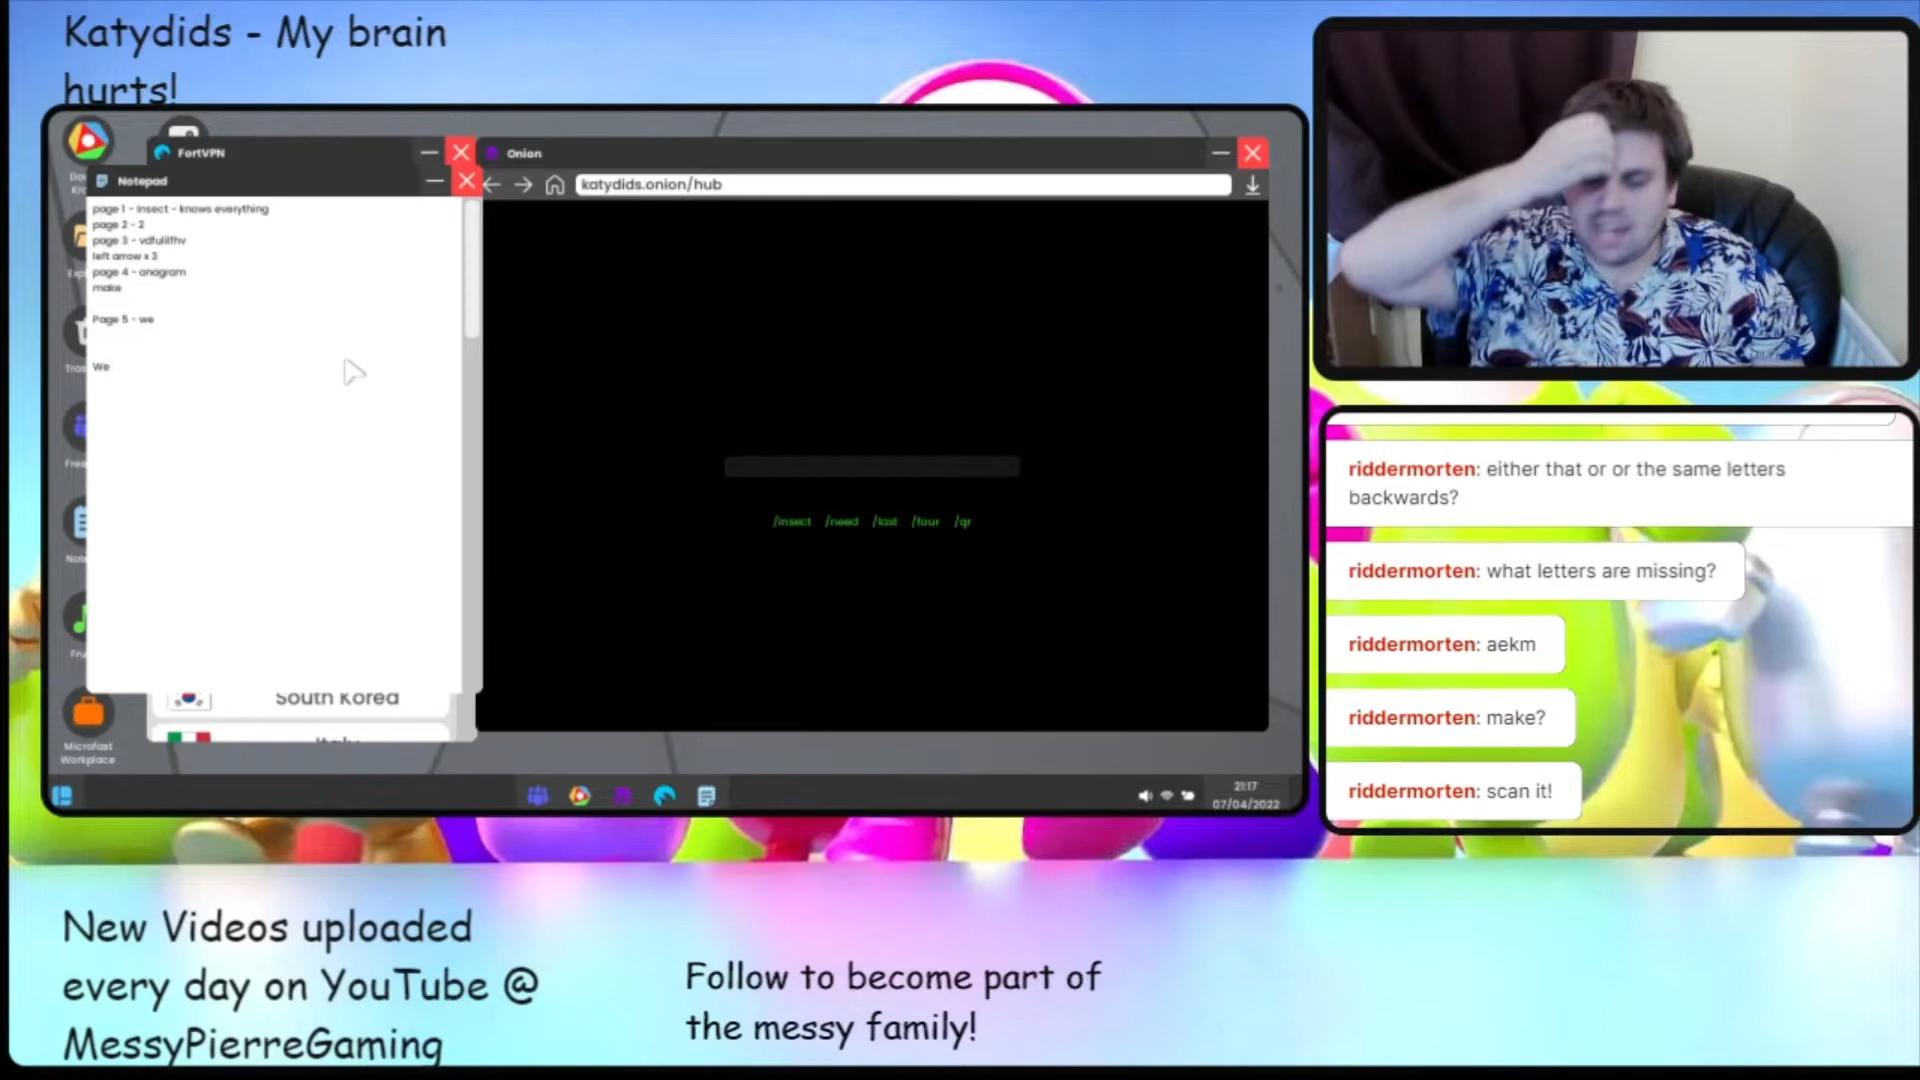 Katydids - My brain
hurts!
FortVPN
Onion
Notepad
katydids.onion/hub
page 1 - Insect - knows everything
page 2 - 2
page 3 - vdfulilfhv
left arrow x 3
page 4 - anagram
make
Page 5 - we
We
/insect /need /last /four /qr
South Korea
Italy
Microfast
Workplace
21:17
07/04/2022
riddermorten: either that or or the same letters
backwards?
riddermorten: what letters are missing?
riddermorten: aekm
riddermorten: make?
riddermorten: scan it!
New Videos uploaded
every day on YouTube @
MessyPierreGaming
Follow to become part of
the messy family!